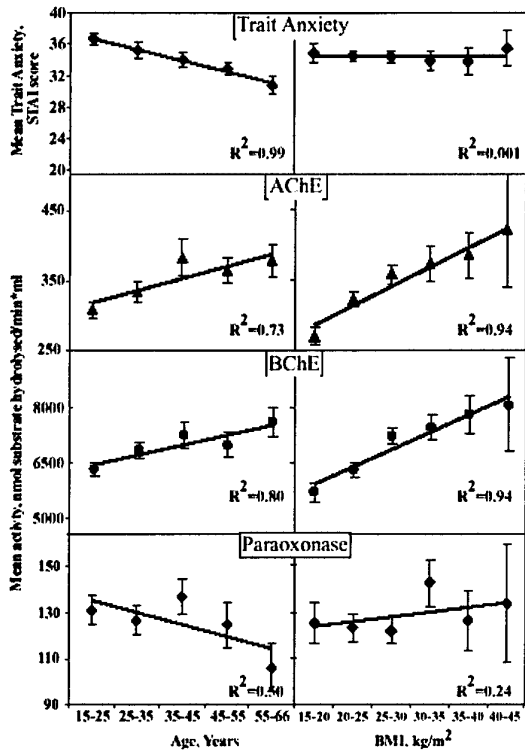 Trait Anxiety
Mean Trait Anxiety,
STAI score
40
36
32
28
24
20
R²=0.99
R²=0.001
AChE
Mean activity, nmol substrate hydrolysed/min*ml
450
350
250
R²=0.73
R²=0.94
BChE
8000
6500
5000
R²=0.80
R²=0.94
Paraoxonase
150
130
110
90
R²=0.50
R²=0.24
15-25 25-35 35-45 45-55 55-66 15-20 20-25 25-30 30-35 35-40 40-45
Age, Years
BMI, kg/m²